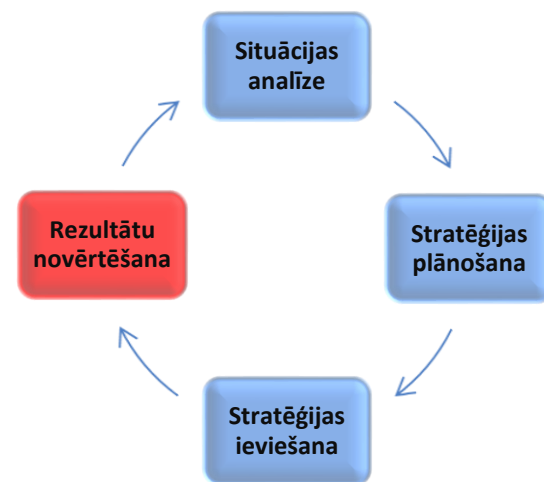 Situācijas
analīze
Stratēģijas
plānošana
Stratēģijas
ieviešana
Rezultātu
novērtēšana